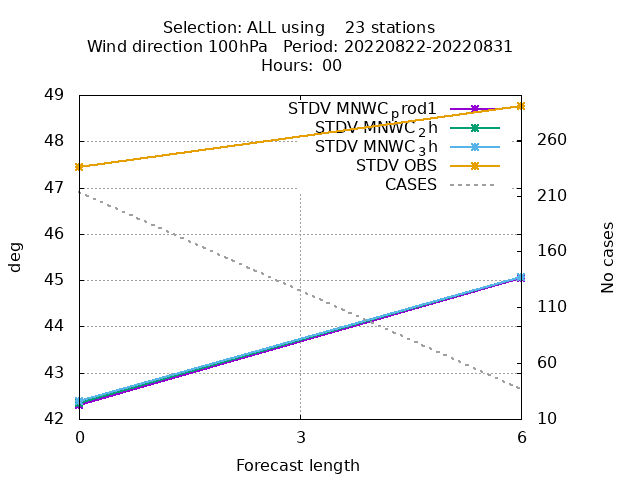 Selection: ALL using    23 stations
Wind direction 100hPa   Period: 20220822-20220831
Hours: 00
49
48
47
46
45
44
43
42
deg
STDV MNWC_prod1
STDV MNWC_2h
STDV MNWC_3h
STDV OBS
CASES
260
210
160
110
60
10
No cases
0
3
6
Forecast length